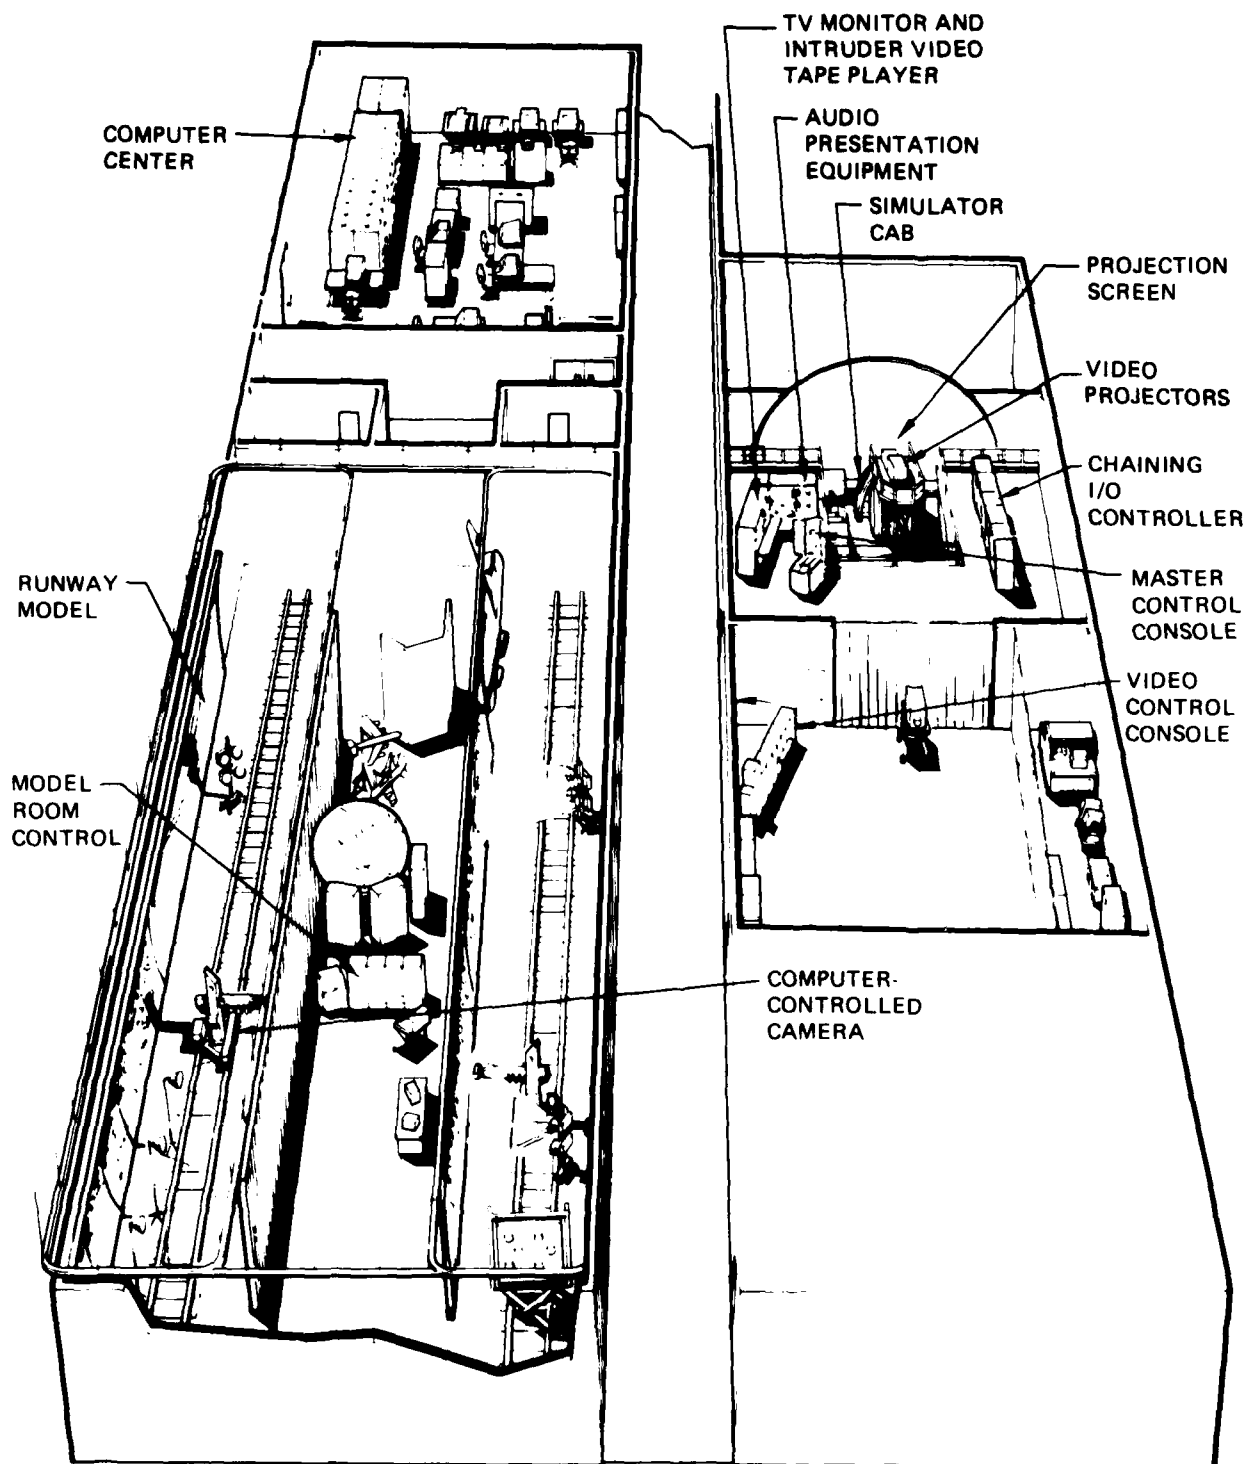 TV MONITOR AND
INTRUDER VIDEO
TAPE PLAYER
AUDIO
PRESENTATION
EQUIPMENT
SIMULATOR
CAB
PROJECTION
SCREEN
VIDEO
PROJECTORS
CHAINING
I/O
CONTROLLER
MASTER
CONTROL
CONSOLE
VIDEO
CONTROL
CONSOLE
COMPUTER
CENTER
RUNWAY
MODEL
MODEL
ROOM
CONTROL
COMPUTER-
CONTROLLED
CAMERA